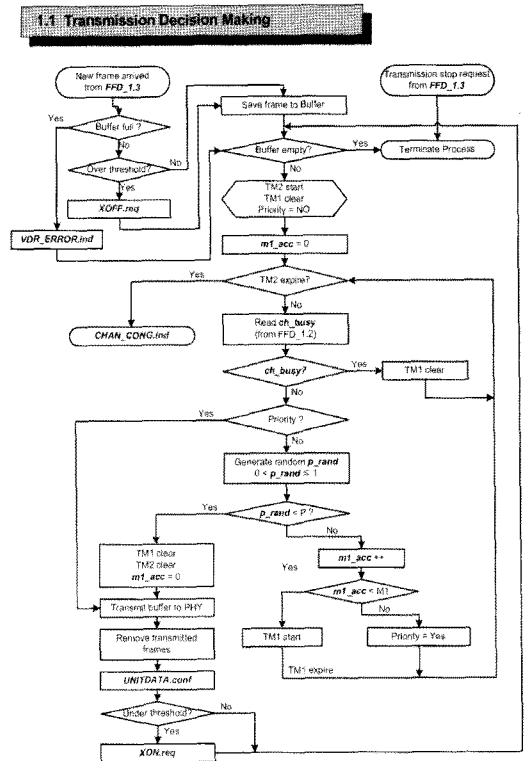 1.1 Transmission Decision Making
New frame arrived
from FFD_1.3
Transmission stop request
from FFD_1.3
Save frame to Buffer
Yes
Buffer full ?
No
Buffer empty?
Yes
Terminate Process
Over threshold?
No
Yes
No
XOFF.req
TM2 start
TM1 clear
Priority = NO
VDR_ERROR.ind
m1_acc = 0
Yes
TM2 expire?
No
CHAN_CONG.ind
Read ch_busy
(from FFD_1.2)
ch_busy?
Yes
TM1 clear
No
Yes
Priority ?
No
Generate random p_rand
0 < p_rand ≤ 1
Yes
p_rand < P ?
No
TM1 clear
TM2 clear
m1_acc = 0
m1_acc ++
Yes
m1_acc < M1
No
Transmit buffer to PHY
Remove transmitted
frames
TM1 start
Priority = Yes
TM1 expire
UNITDATA.conf
Under threshold?
No
Yes
XON.req